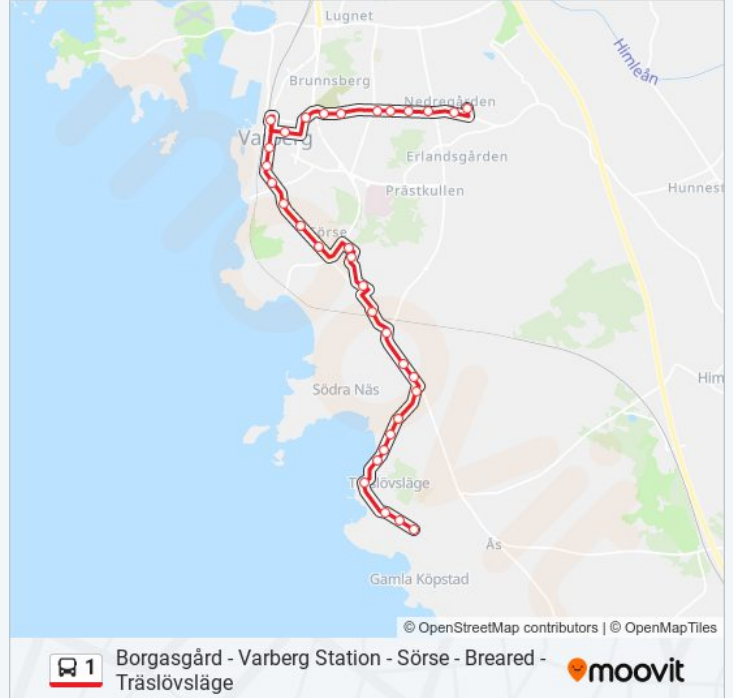 Lugnet
Himleån
Brunnsberg
Nedregården
Varberg
Erlandsgården
Prästkullen
Hunnest
Sörse
Södra Näs
Him
Träslövsläge
Ås
Gamla Köpstad
© OpenStreetMap contributors | © OpenMapTiles
1
Borgasgård - Varberg Station - Sörse - Breared -
Träslövsläge
moovit